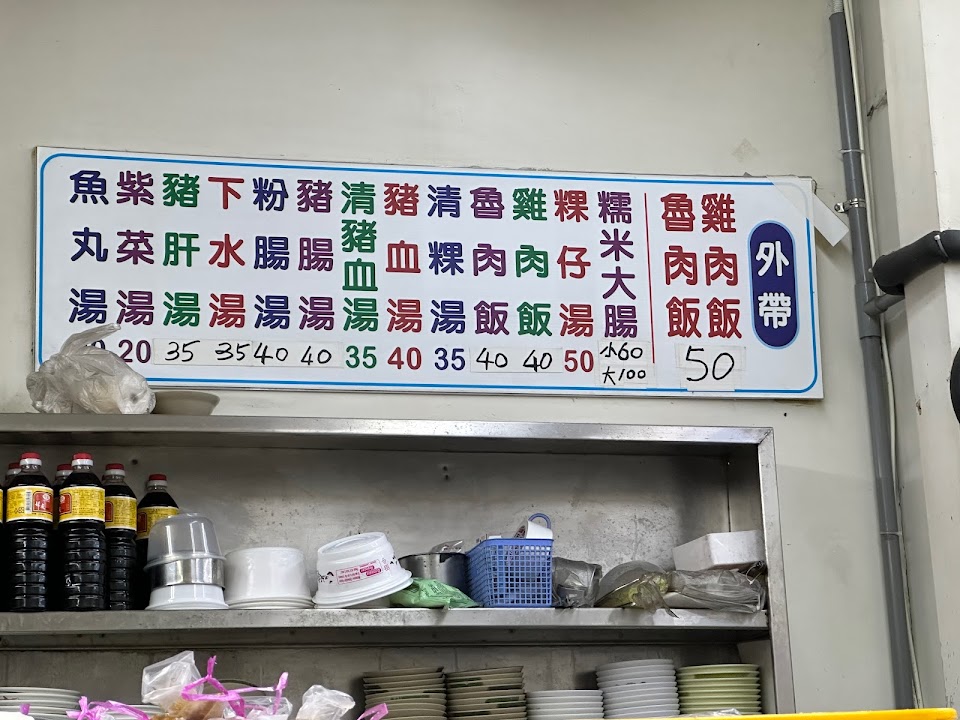 外帶
雞肉飯
魯肉飯
50
糯米大腸
小60
大100
粿仔湯
50
雞肉飯
40
魯肉飯
40
清粿湯
35
豬血湯
40
清豬血湯
35
豬腸湯
40
粉腸湯
40
下水湯
35
豬肝湯
35
紫菜湯
20
魚丸湯